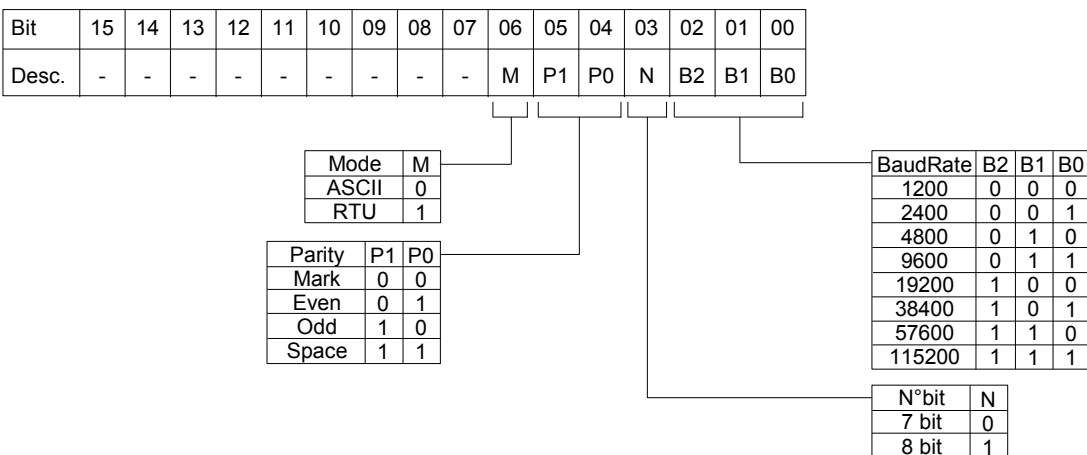 Bit 15 14 13 12 11 10 09 08 07 06 05 04 03 02 01 00
Desc. - - - - - - - - - M P1 P0 N B2 B1 B0
Mode M
ASCII 0
RTU 1
Parity P1 P0
Mark 0 0
Even 0 1
Odd 1 0
Space 1 1
BaudRate B2 B1 B0
1200 0 0 0
2400 0 0 1
4800 0 1 0
9600 0 1 1
19200 1 0 0
38400 1 0 1
57600 1 1 0
115200 1 1 1
N°bit N
7 bit 0
8 bit 1